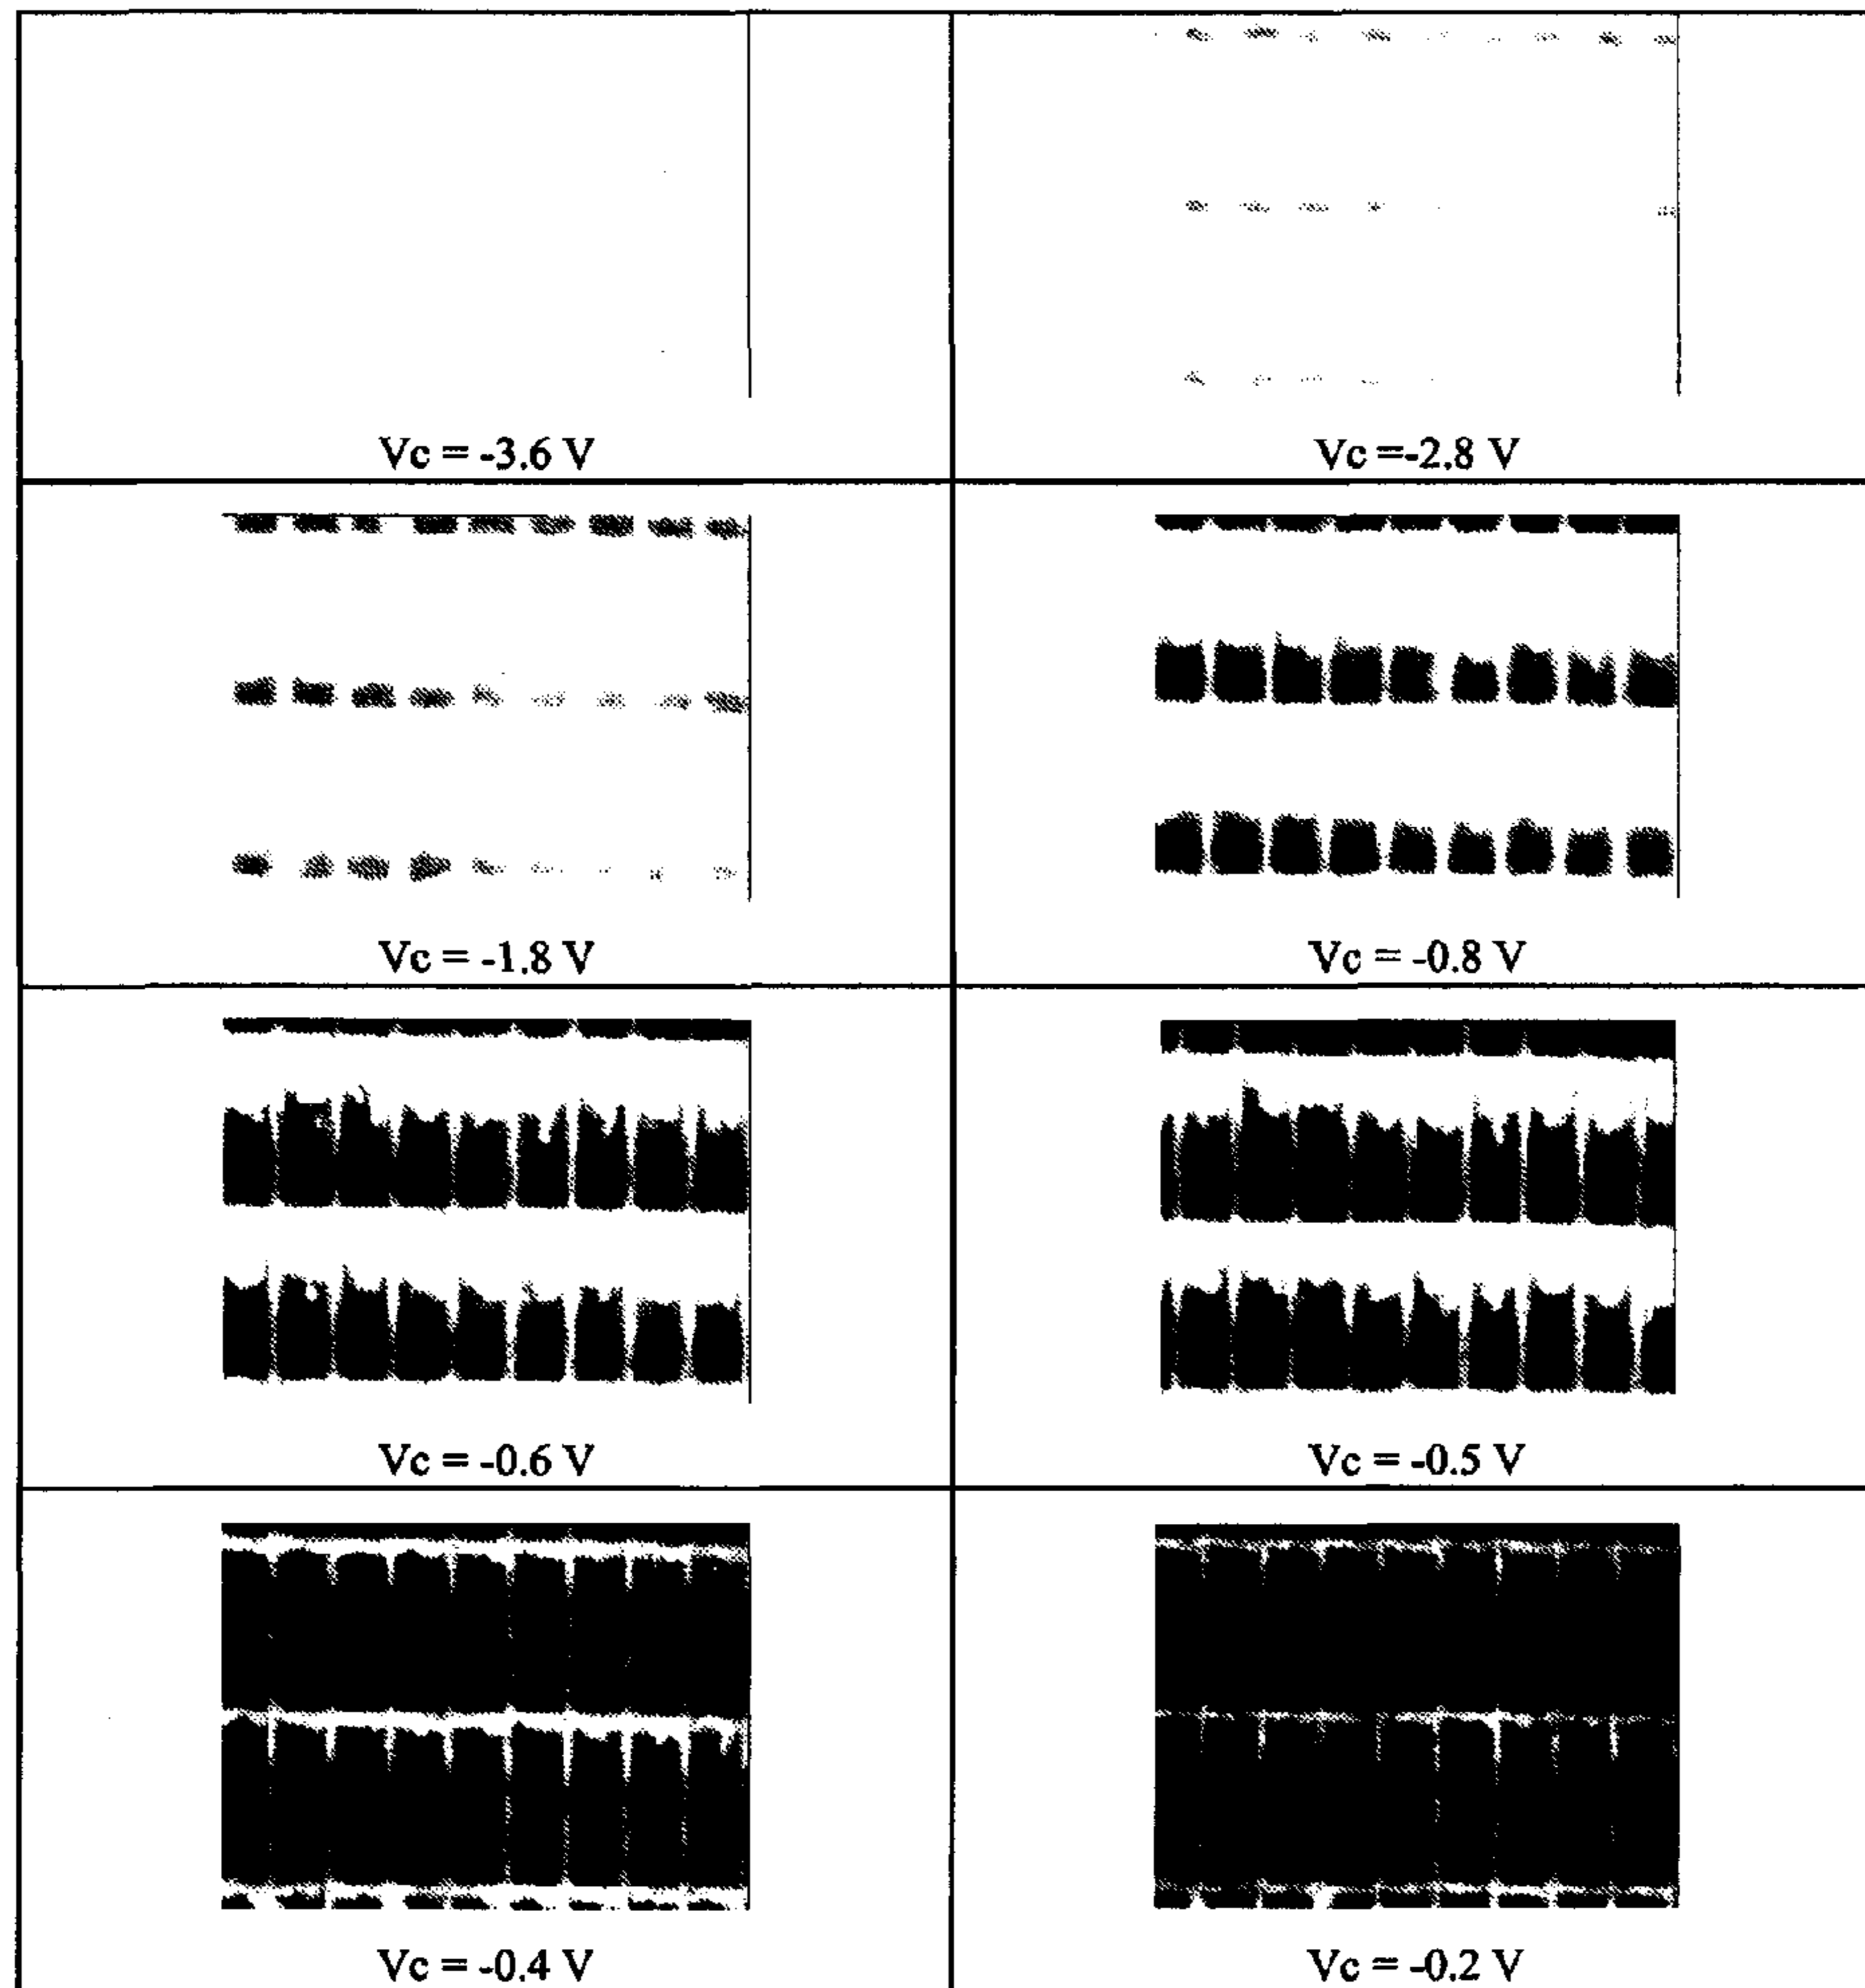 Vc = -3.6 V
Vc =-2.8 V
Vc = -1.8 V
Vc = -0.8 V
Vc = -0.6 V
Vc = -0.5 V
Vc = -0.4 V
Vc = -0.2 V